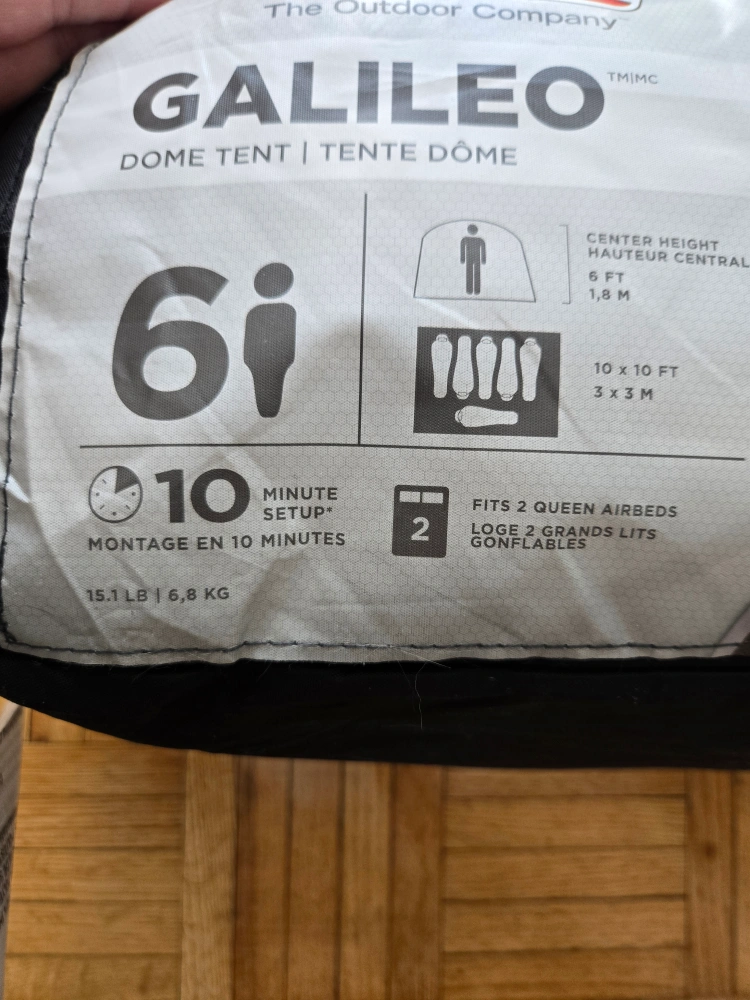 The Outdoor Company™
GALILEO TM|MC
DOME TENT | TENTE DÔME
6
CENTER HEIGHT
HAUTEUR CENTRAL
6 FT
1,8 M
10 x 10 FT
3 x 3 M
10 MINUTE
SETUP*
MONTAGE EN 10 MINUTES
2
FITS 2 QUEEN AIRBEDS
LOGE 2 GRANDS LITS
GONFLABLES
15.1 LB | 6,8 KG